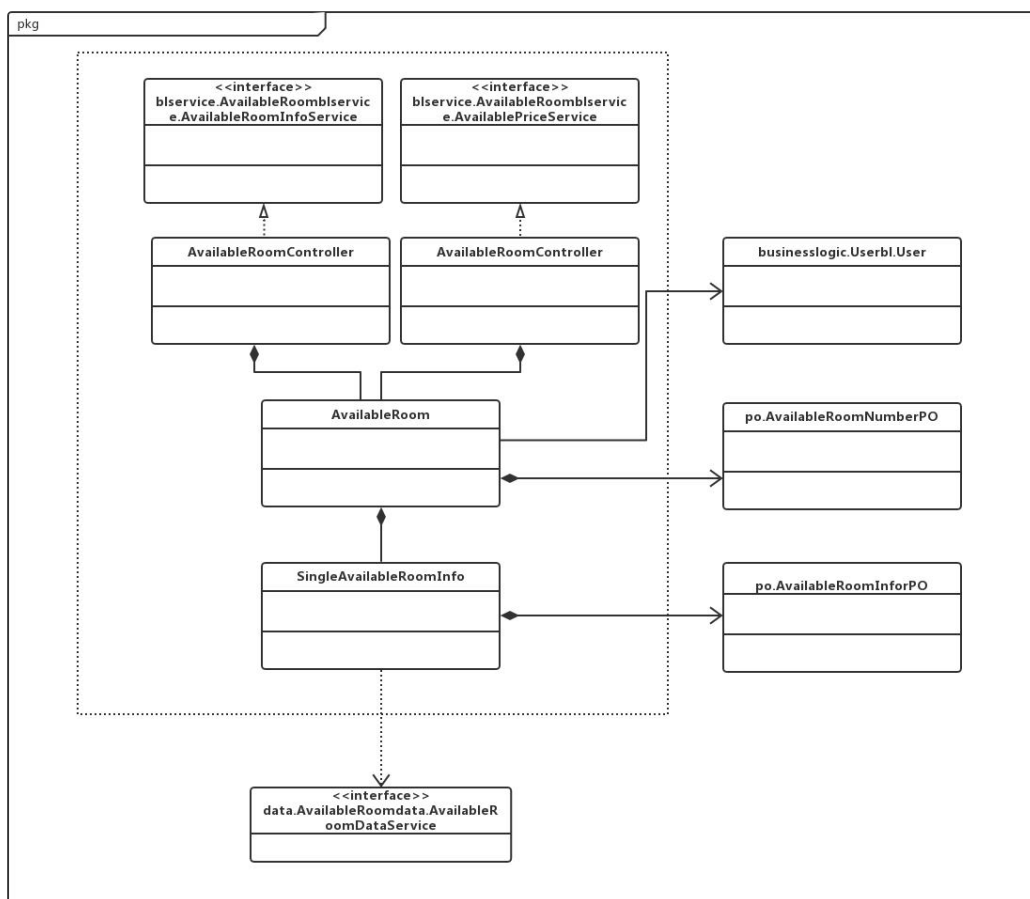 pkg
<<interface>>
blservice.AvailableRoomblservic
e.AvailableRoomInfoService
<<interface>>
blservice.AvailableRoomblservic
e.AvailablePriceService
AvailableRoomController
AvailableRoomController
businesslogic.Userbl.User
AvailableRoom
po.AvailableRoomNumberPO
SingleAvailableRoomInfo
po.AvailableRoomInforPO
<<interface>>
data.AvailableRoomdata.AvailableR
oomDataService